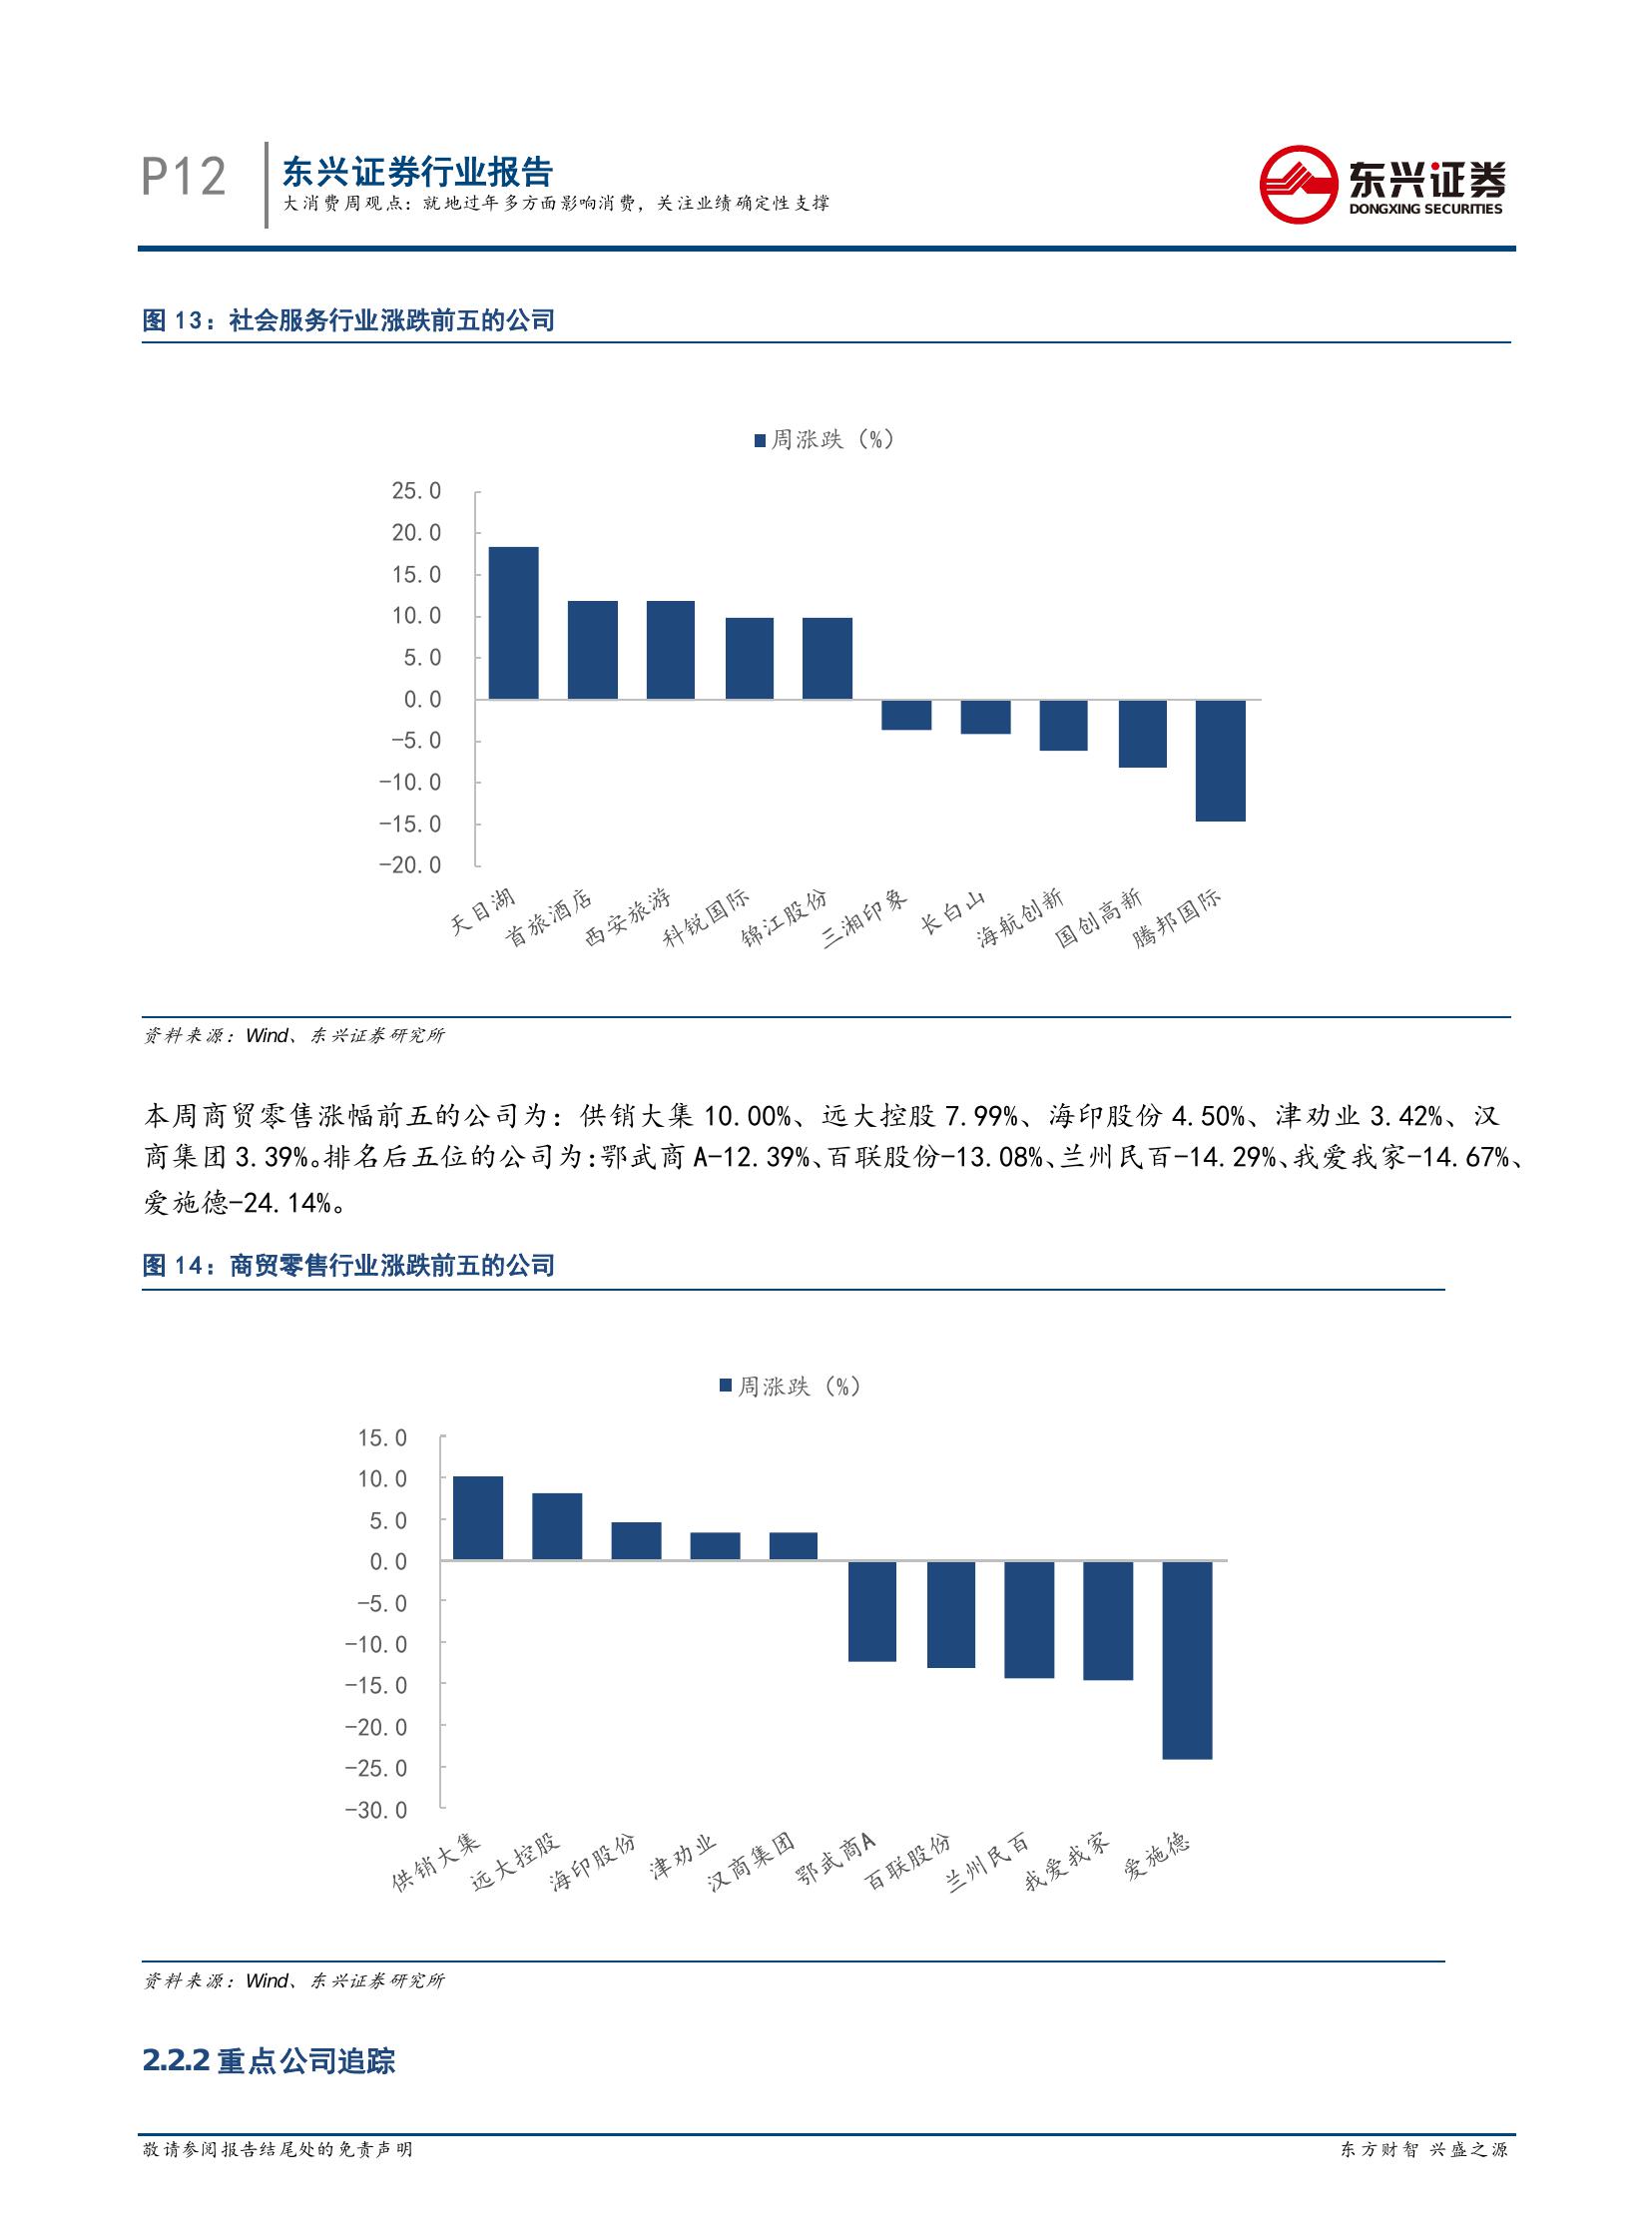 P12
东兴证券行业报告
大消费周观点：就地过年多方面影响消费，关注业绩确定性支撑
东兴证券
DONGXING SECURITIES
图 13：社会服务行业涨跌前五的公司
周涨跌（%）
25.0
20.0
15.0
10.0
5.0
0.0
-5.0
-10.0
-15.0
-20.0
天目湖
首旅酒店
西安旅游
科锐国际
锦江股份
三湘印象
长白山
海航创新
国创高新
腾邦国际
资料来源：Wind、东兴证券研究所
本周商贸零售涨幅前五的公司为：供销大集 10.00%、远大控股 7.99%、海印股份 4.50%、津劝业 3.42%、汉
商集团 3.39%。排名后五位的公司为：鄂武商 A-12.39%、百联股份-13.08%、兰州民百-14.29%、我爱我家-14.67%、
爱施德-24.14%。
图 14：商贸零售行业涨跌前五的公司
周涨跌（%）
15.0
10.0
5.0
0.0
-5.0
-10.0
-15.0
-20.0
-25.0
-30.0
供销大集
远大控股
海印股份
津劝业
汉商集团
鄂武商A
百联股份
兰州民百
我爱我家
爱施德
资料来源：Wind、东兴证券研究所
2.2.2 重点公司追踪
敬请参阅报告结尾处的免责声明
东方财智 兴盛之源